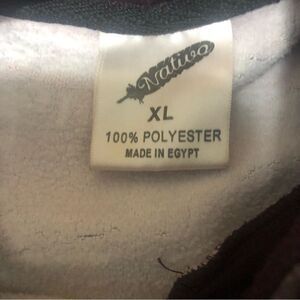 Nativo
XL
100% POLYESTER
MADE IN EGYPT